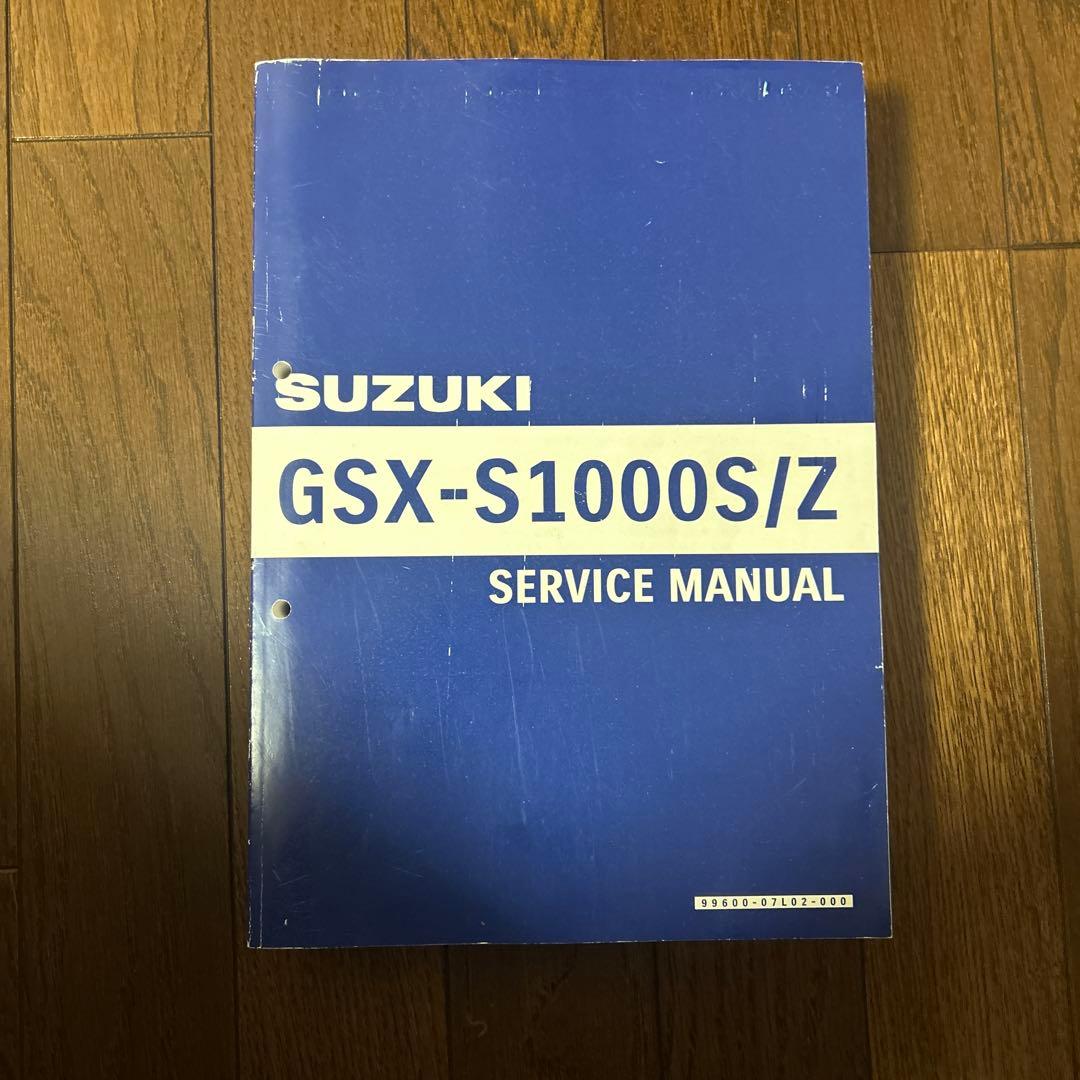 SUZUKI
GSX-S1000S/Z
SERVICE MANUAL
99600-07L02-000